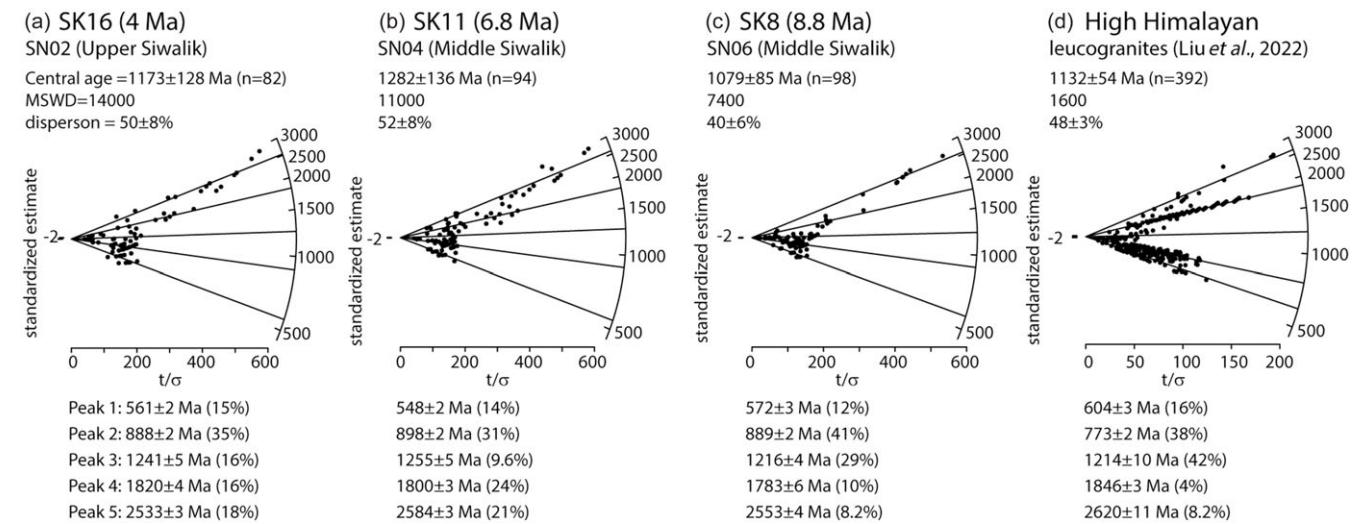 (a) SK16 (4 Ma)
SN02 (Upper Siwalik)
Central age =1173±128 Ma (n=82)
MSWD=14000
disperson = 50±8%
3000
2500
2000
1500
1000
500
-2
standardized estimate
0 200 400 600
t/σ
Peak 1: 561±2 Ma (15%)
Peak 2: 888±2 Ma (35%)
Peak 3: 1241±5 Ma (16%)
Peak 4: 1820±4 Ma (16%)
Peak 5: 2533±3 Ma (18%)
(b) SK11 (6.8 Ma)
SN04 (Middle Siwalik)
1282±136 Ma (n=94)
11000
52±8%
3000
2500
2000
1500
1000
500
-2
standardized estimate
0 200 400 600
t/σ
548±2 Ma (14%)
898±2 Ma (31%)
1255±5 Ma (9.6%)
1800±3 Ma (24%)
2584±3 Ma (21%)
(c) SK8 (8.8 Ma)
SN06 (Middle Siwalik)
1079±85 Ma (n=98)
7400
40±6%
3000
2500
2000
1500
1000
500
-2
standardized estimate
0 200 400 600
t/σ
572±3 Ma (12%)
889±2 Ma (41%)
1216±4 Ma (29%)
1783±6 Ma (10%)
2553±4 Ma (8.2%)
(d) High Himalayan
leucogranites (Liu et al., 2022)
1132±54 Ma (n=392)
1600
48±3%
3000
2500
2000
1500
1000
500
-2
standardized estimate
0 50 100 150 200
t/σ
604±3 Ma (16%)
773±2 Ma (38%)
1214±10 Ma (42%)
1846±3 Ma (4%)
2620±11 Ma (8.2%)